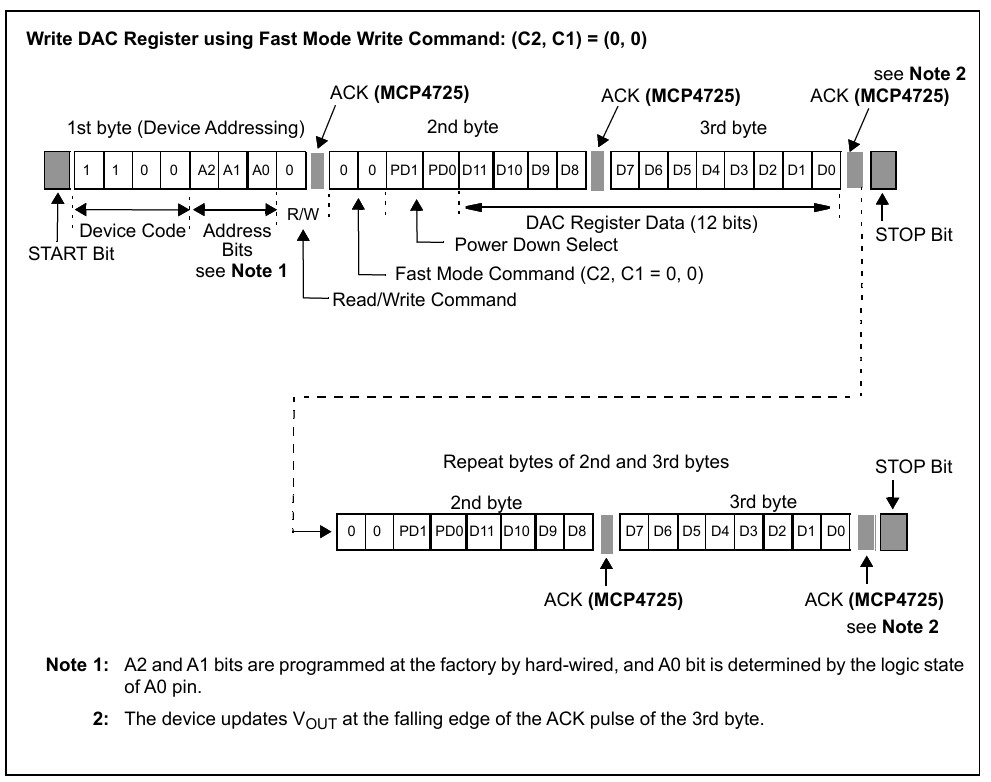 Write DAC Register using Fast Mode Write Command: (C2, C1) = (0, 0)
see Note 2
ACK (MCP4725)
ACK (MCP4725)
ACK (MCP4725)
1st byte (Device Addressing)
2nd byte
3rd byte
1 1 0 0 A2 A1 A0 0 0 0 PD1 PD0 D11 D10 D9 D8 D7 D6 D5 D4 D3 D2 D1 D0
START Bit
Device Code
Address
Bits
see Note 1
R/W
DAC Register Data (12 bits)
Power Down Select
Fast Mode Command (C2, C1 = 0, 0)
Read/Write Command
STOP Bit
Repeat bytes of 2nd and 3rd bytes
STOP Bit
2nd byte
3rd byte
0 0 PD1 PD0 D11 D10 D9 D8 D7 D6 D5 D4 D3 D2 D1 D0
ACK (MCP4725)
ACK (MCP4725)
see Note 2
Note 1: A2 and A1 bits are programmed at the factory by hard-wired, and A0 bit is determined by the logic state
of A0 pin.
2: The device updates VOUT at the falling edge of the ACK pulse of the 3rd byte.